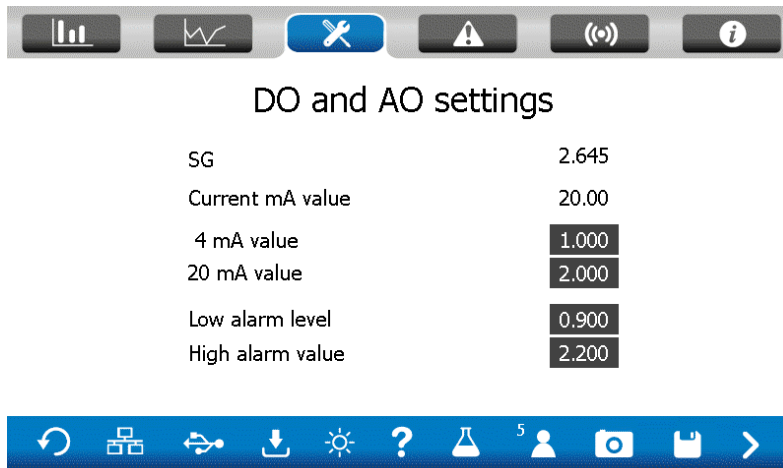 DO and AO settings
SG 2.645
Current mA value 20.00
4 mA value 1.000
20 mA value 2.000
Low alarm level 0.900
High alarm value 2.200
? 5